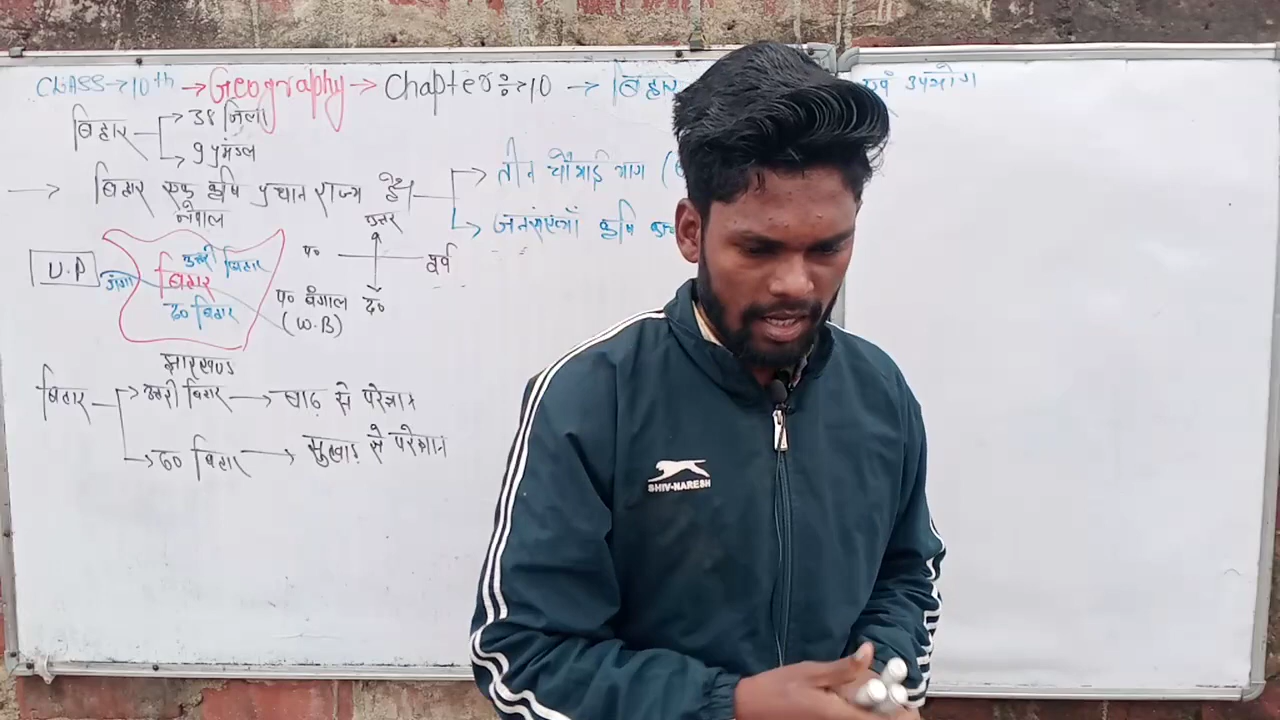 CLASS → 10th → Geography → Chapter ÷ → 10 → बिहार एवं उपयोग
बिहार → 38 जिला
→ 9 प्रमंडल
→ बिहार एक कृषि प्रधान राज्य है। → तीन चौथाई भाग (
→ जनसंख्याँ कृषि
नेपाल
उत्तर
प० पूर्व
द०
U.P
गंगा
उत्तरी बिहार
बिहार
द० बिहार
प० बंगाल
(W.B)
झारखण्ड
बिहार → उत्तरी बिहार → बाढ़ से परेशान
→ द० बिहार → सुखाड़ से परेशान
SHIV-NARESH